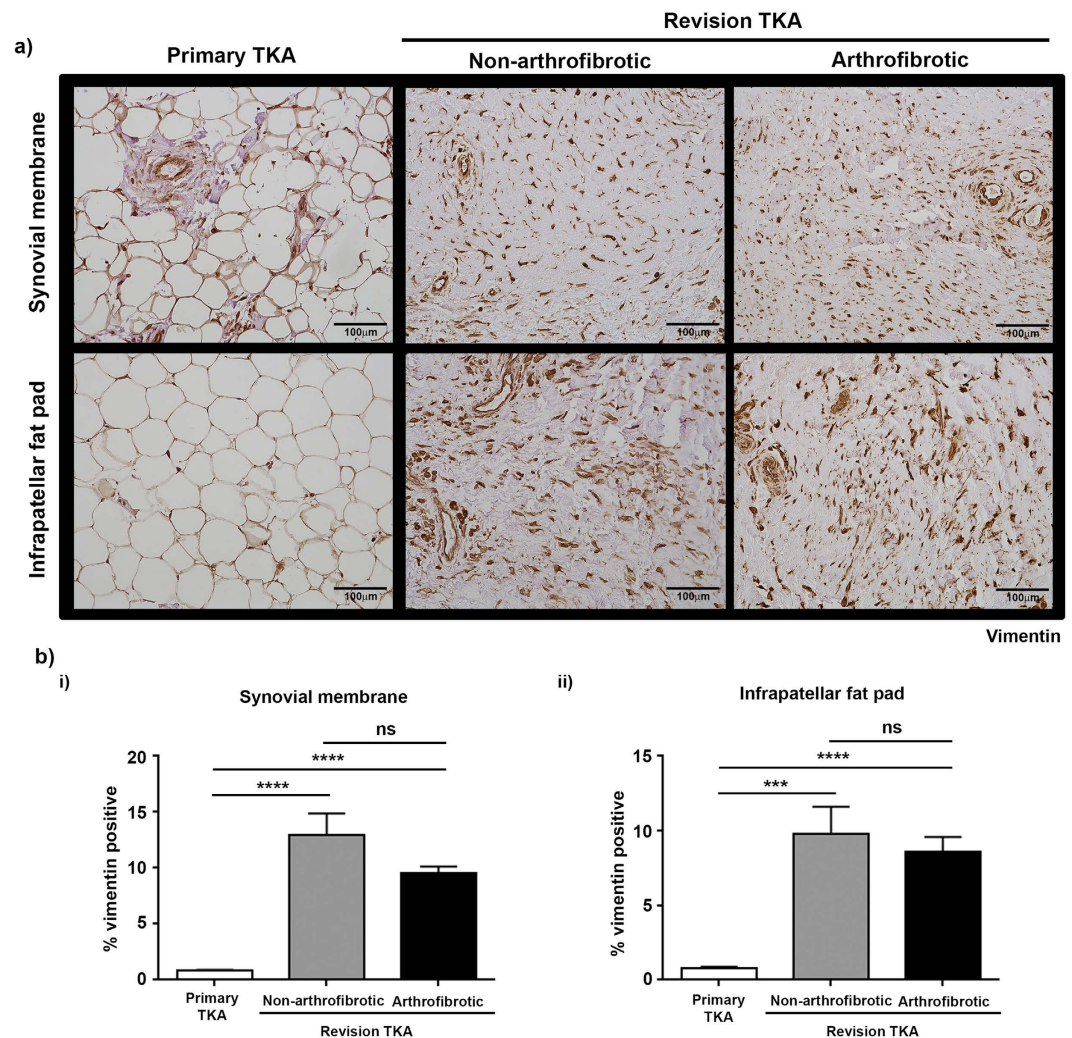 Revision TKA
a)
Primary TKA
Non-arthrofibrotic
Arthrofibrotic
Synovial membrane
100µm
100µm
100µm
Infrapatellar fat pad
100µm
100µm
100µm
Vimentin
b)
i)
Synovial membrane
ns
****
****
% vimentin positive
20
15
10
5
0
Primary
TKA
Non-arthrofibrotic
Arthrofibrotic
Revision TKA
ii)
Infrapatellar fat pad
ns
****
***
% vimentin positive
15
10
5
0
Primary
TKA
Non-arthrofibrotic
Arthrofibrotic
Revision TKA